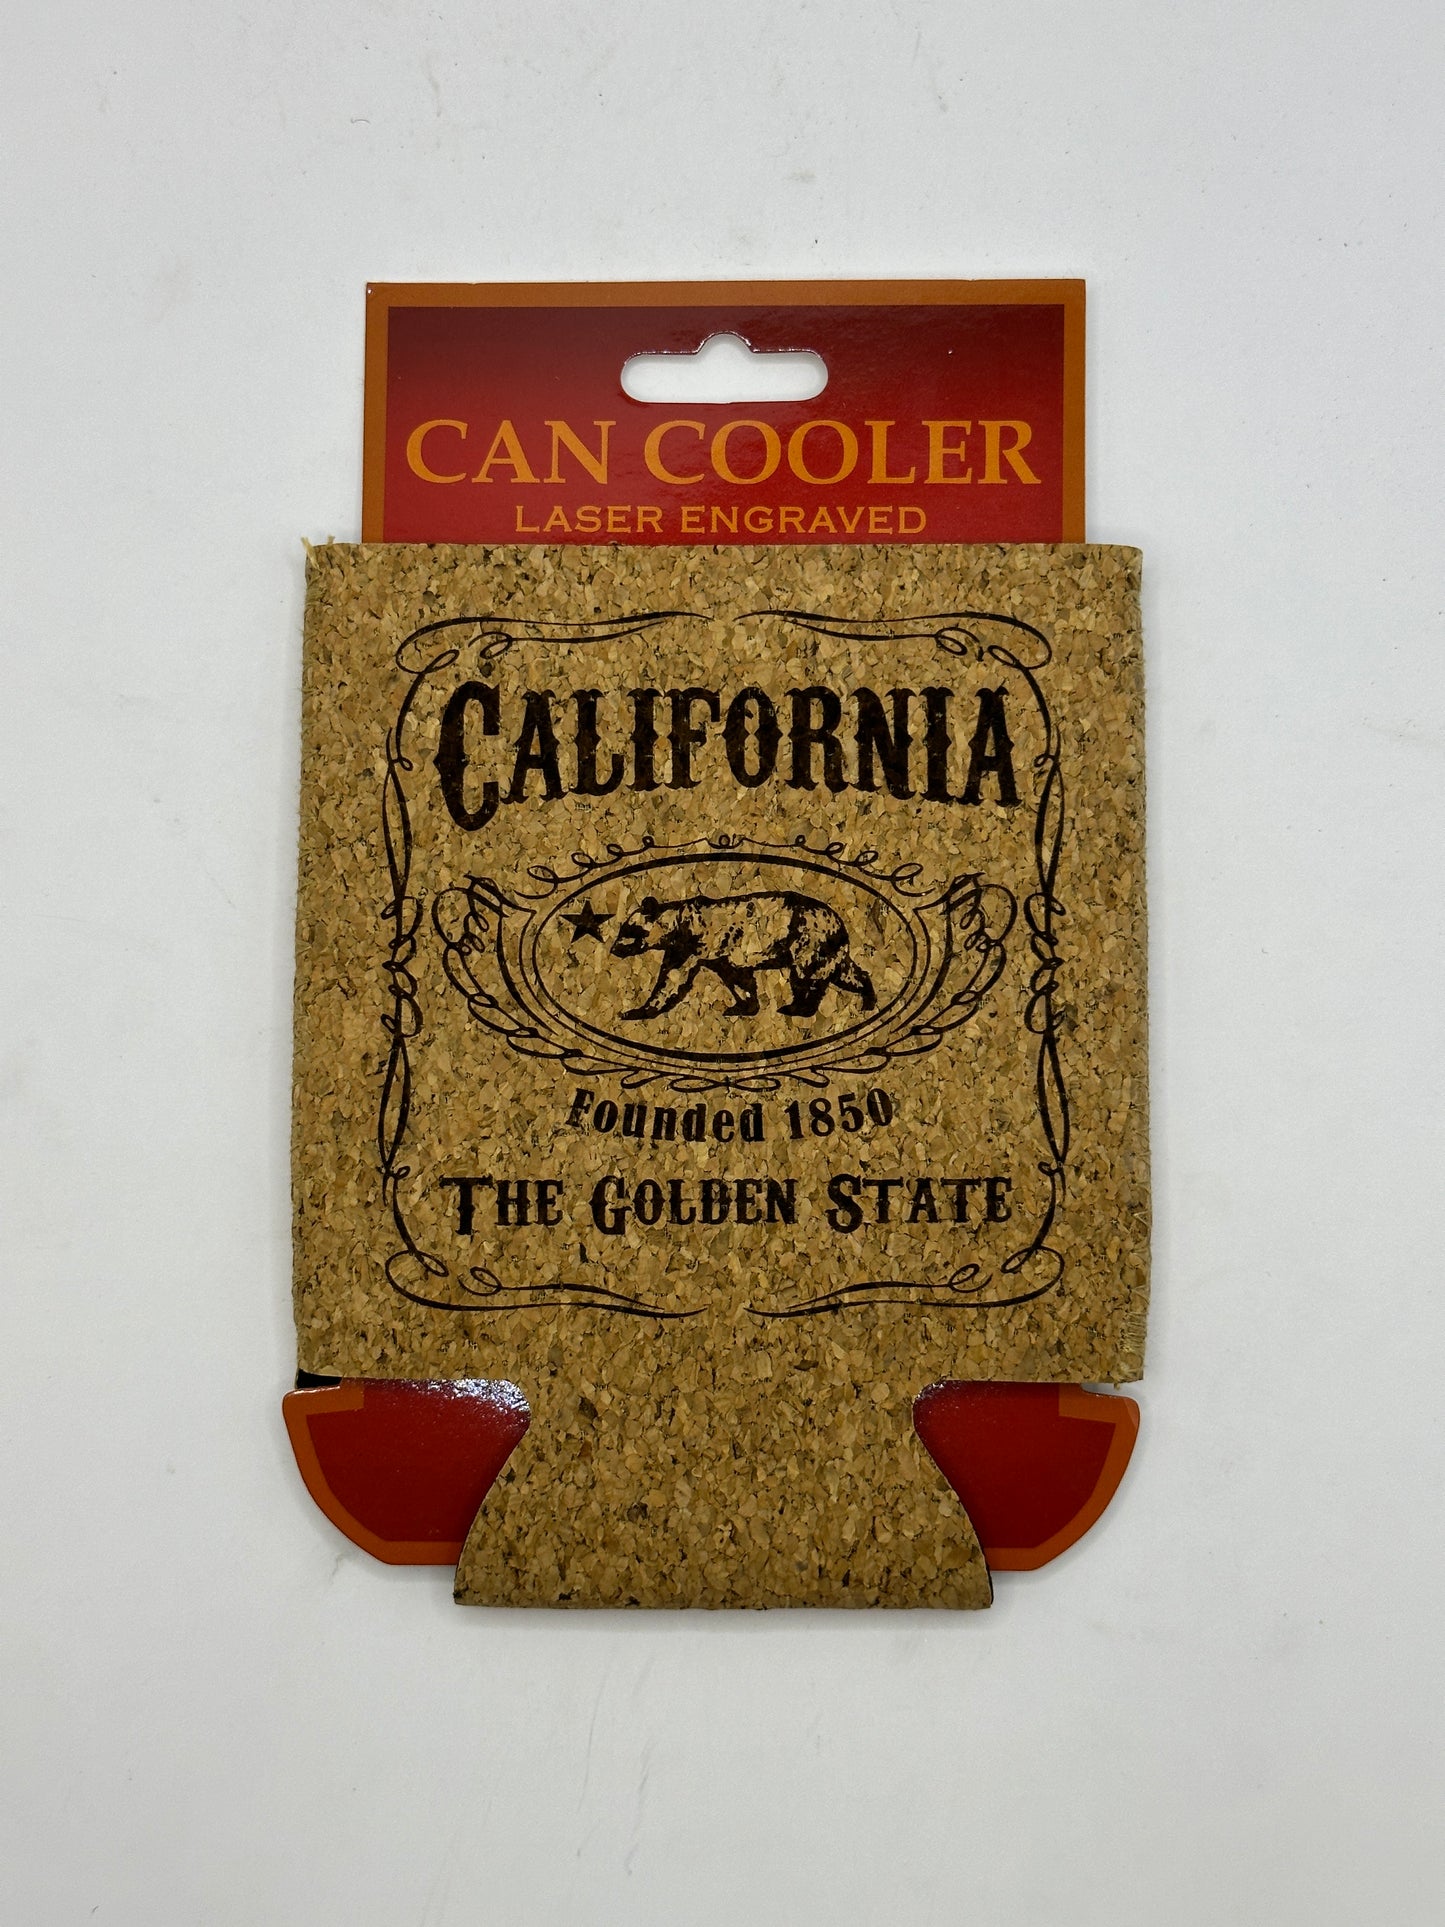 CAN COOLER
LASER ENGRAVED
CALIFORNIA
Founded 1850
THE GOLDEN STATE